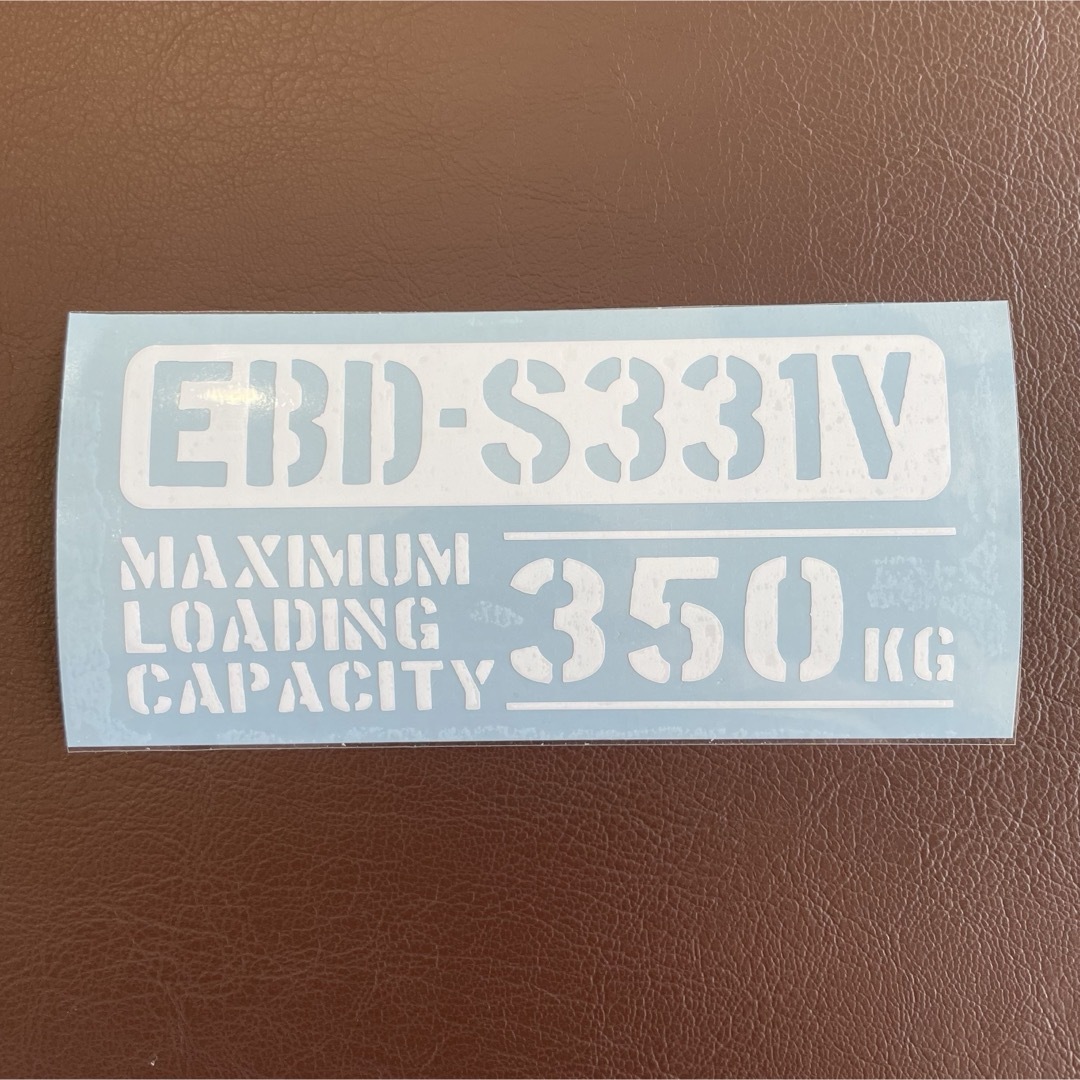 EBD-S331V
MAXIMUM
LOADING
CAPACITY
350 KG